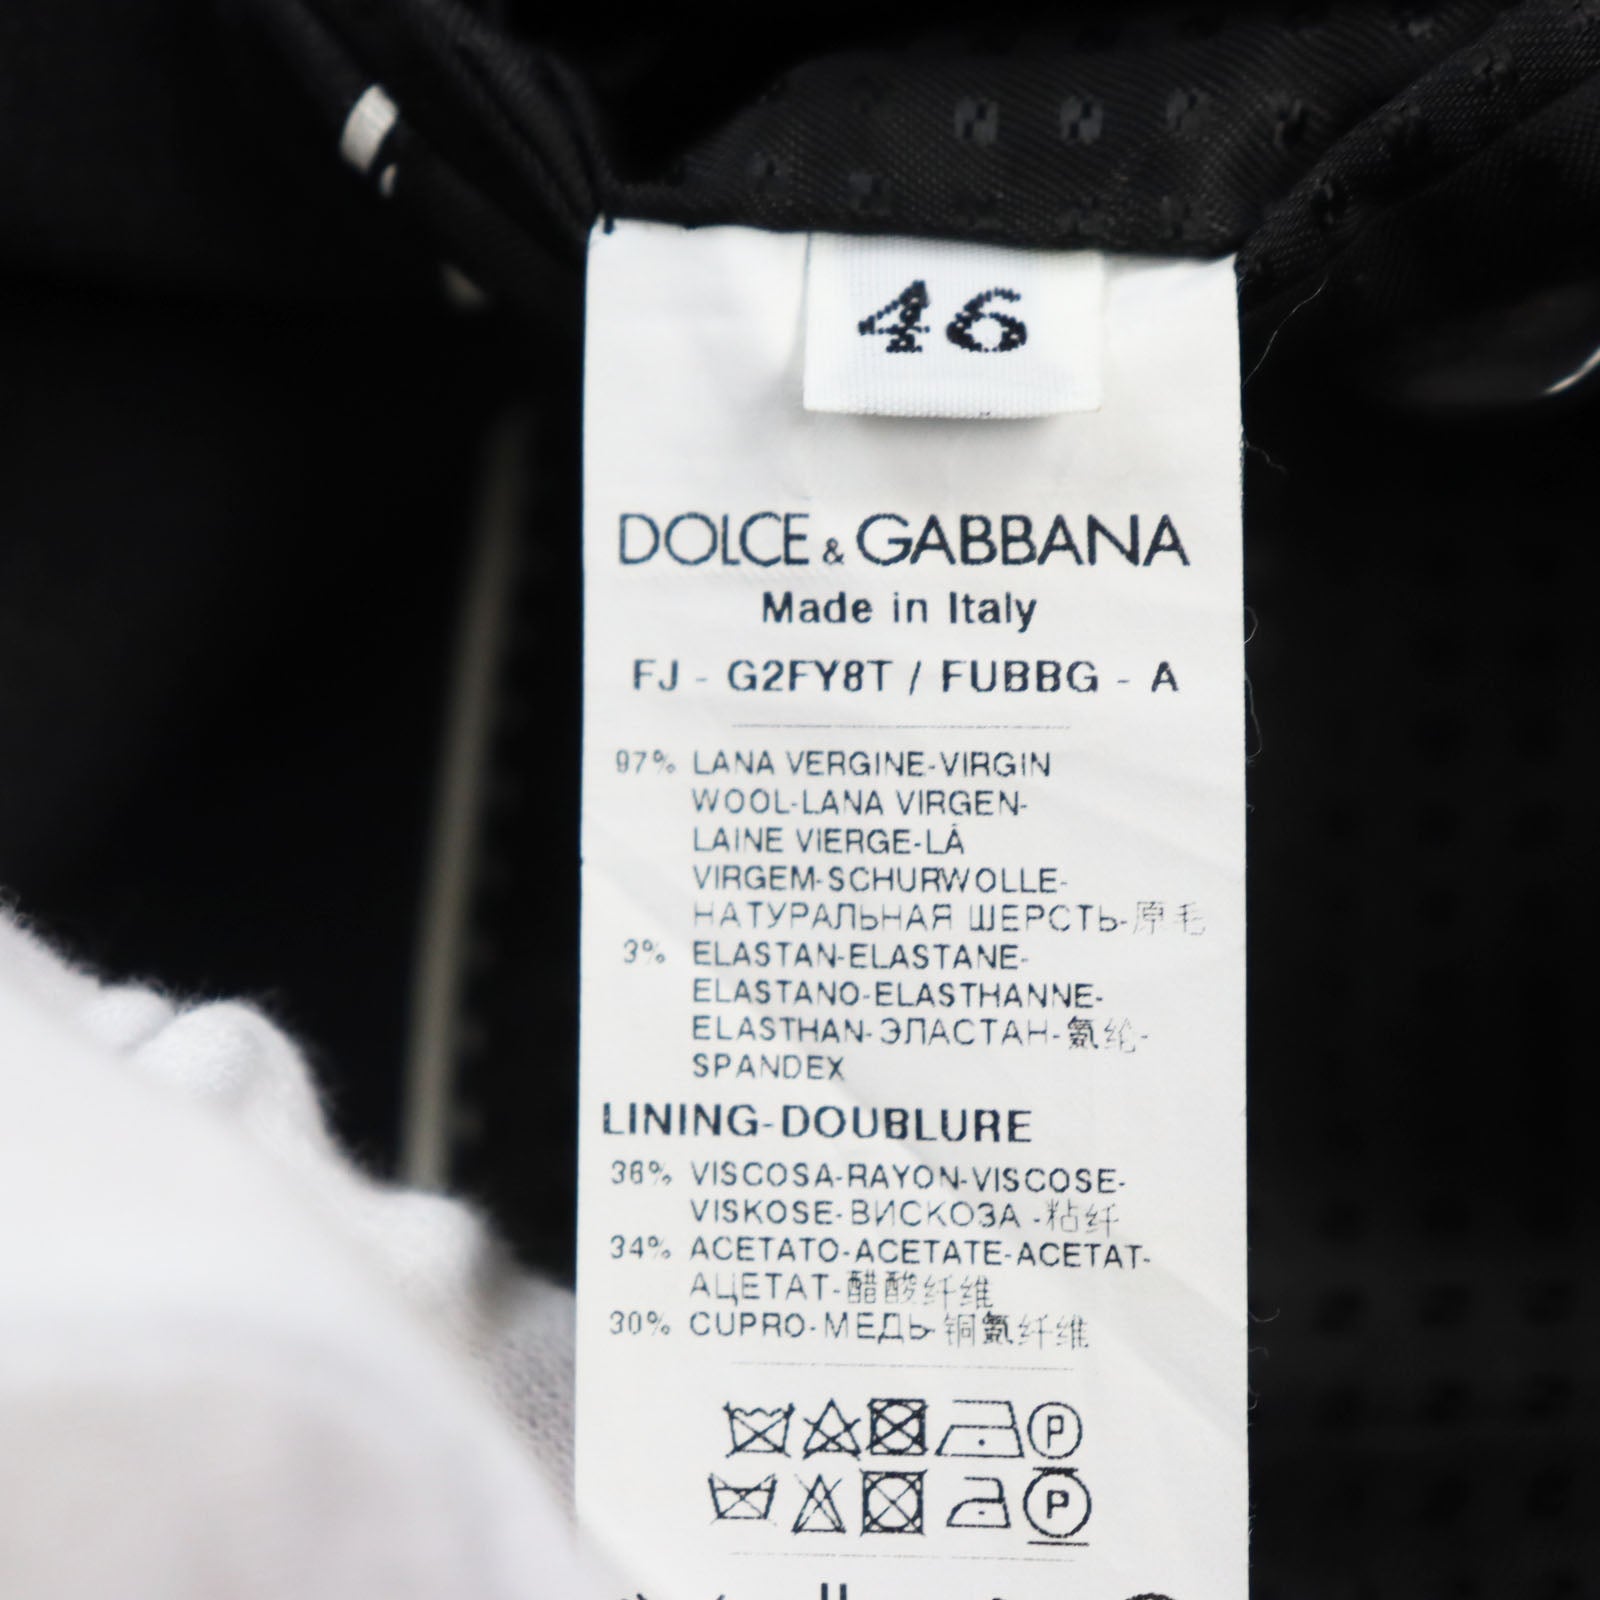 46
DOLCE & GABBANA
Made in Italy
FJ - G2FY8T / FUBBG - A
97% LANA VERGINE-VIRGIN
WOOL-LANA VIRGEN-
LAINE VIERGE-LÃ
VIRGEM-SCHURWOLLE-
НАТУРАЛЬНАЯ ШЕРСТЬ-原毛
3% ELASTAN-ELASTANE-
ELASTANO-ELASTHANNE-
ELASTHAN-ЭЛАСТАН-氨纶-
SPANDEX
LINING-DOUBLURE
36% VISCOSA-RAYON-VISCOSE-
VISKOSE-ВИСКОЗА -粘纤
34% ACETATO-ACETATE-ACETAT-
АЦЕТАТ-醋酸纤维
30% CUPRO-МЕДЬ-铜氨纤维
P
P